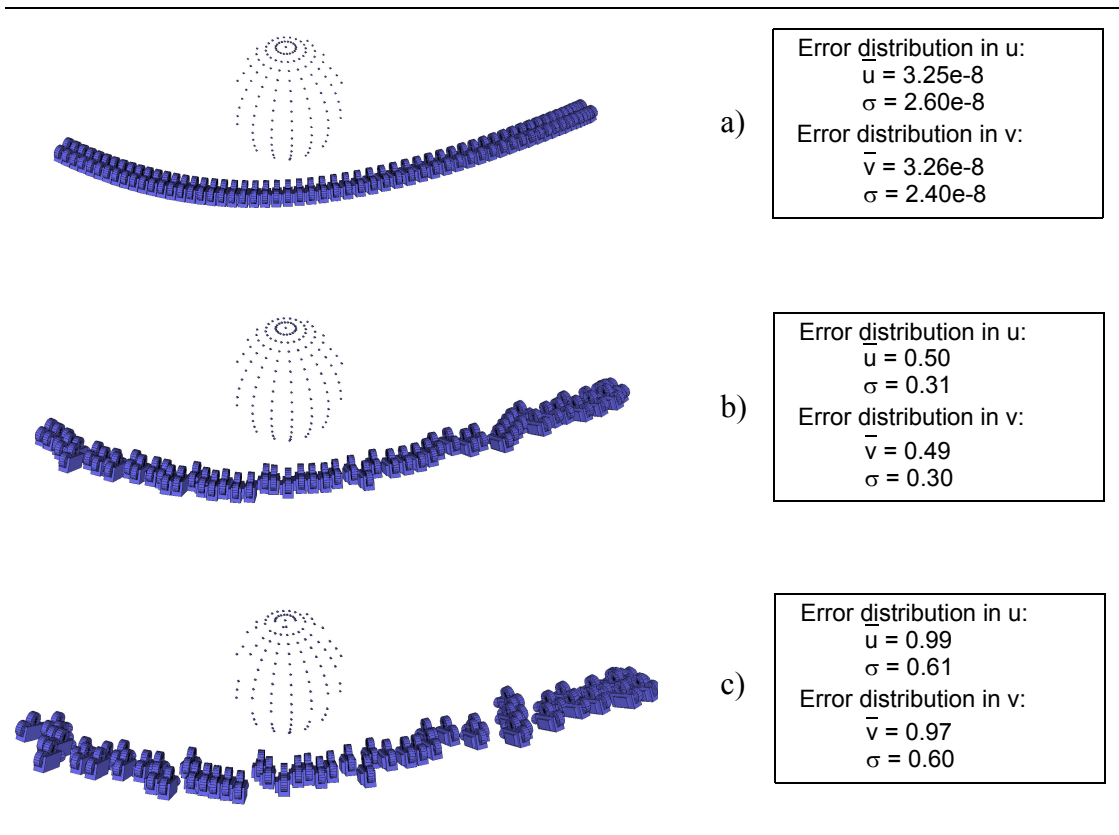 a)
Error distribution in u:
u̅ = 3.25e-8
σ = 2.60e-8
Error distribution in v:
v̅ = 3.26e-8
σ = 2.40e-8
b)
Error distribution in u:
u̅ = 0.50
σ = 0.31
Error distribution in v:
v̅ = 0.49
σ = 0.30
c)
Error distribution in u:
u̅ = 0.99
σ = 0.61
Error distribution in v:
v̅ = 0.97
σ = 0.60